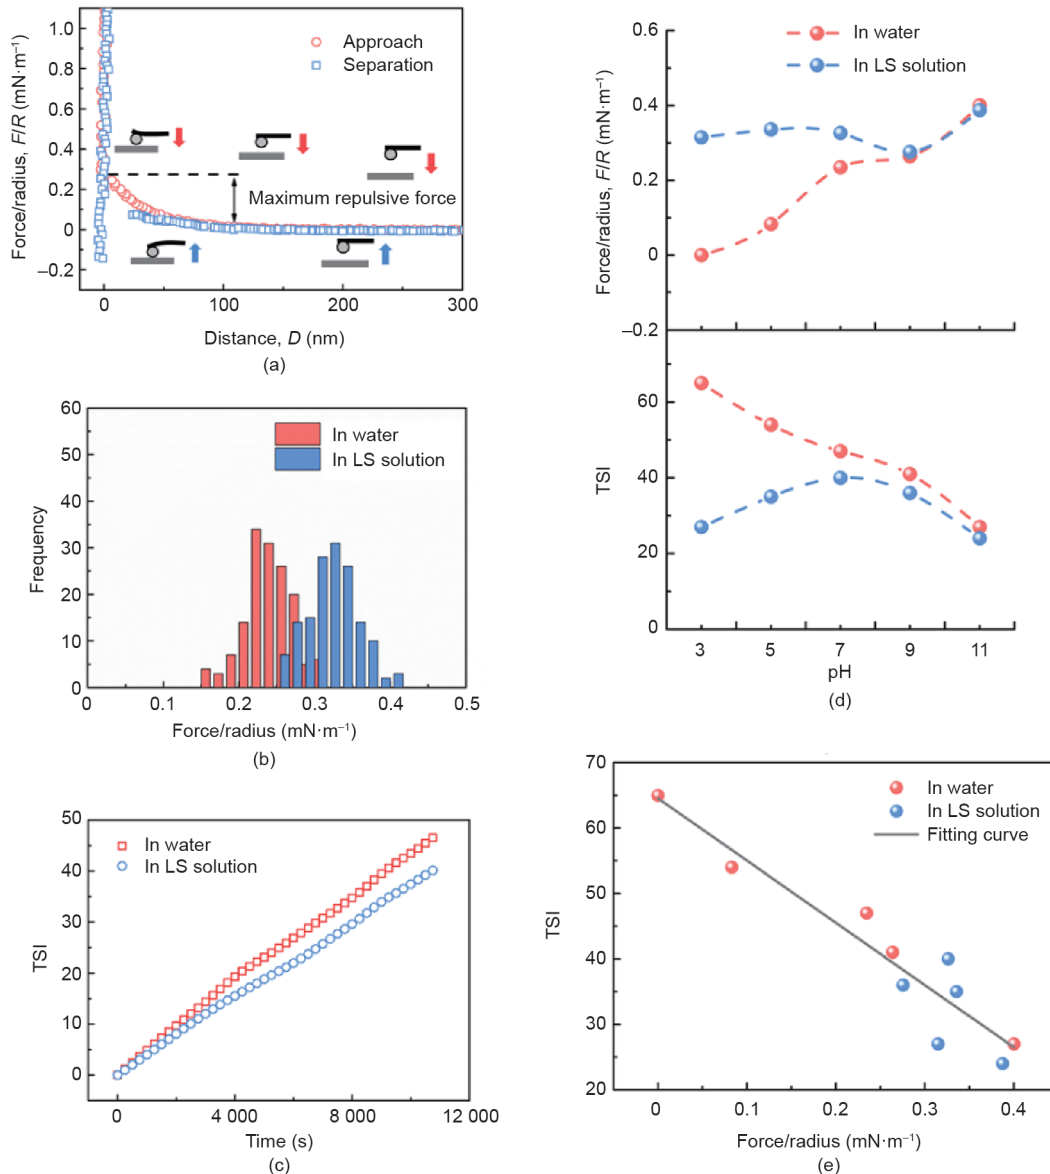 Force/radius, F/R (mN·m⁻¹)
1.0
0.8
0.6
0.4
0.2
0
–0.2
Approach
Separation
Maximum repulsive force
0
100
200
300
Distance, D (nm)
(a)
Frequency
60
50
40
30
20
10
0
In water
In LS solution
0
0.1
0.2
0.3
0.4
0.5
Force/radius (mN·m⁻¹)
(b)
TSI
50
40
30
20
10
0
In water
In LS solution
0
4 000
8 000
12 000
Time (s)
(c)
In water
In LS solution
Force/radius, F/R (mN·m⁻¹)
0.6
0.4
0.2
0
–0.2
TSI
60
40
20
0
3
5
7
9
11
pH
(d)
TSI
70
60
50
40
30
20
In water
In LS solution
Fitting curve
0
0.1
0.2
0.3
0.4
Force/radius (mN·m⁻¹)
(e)